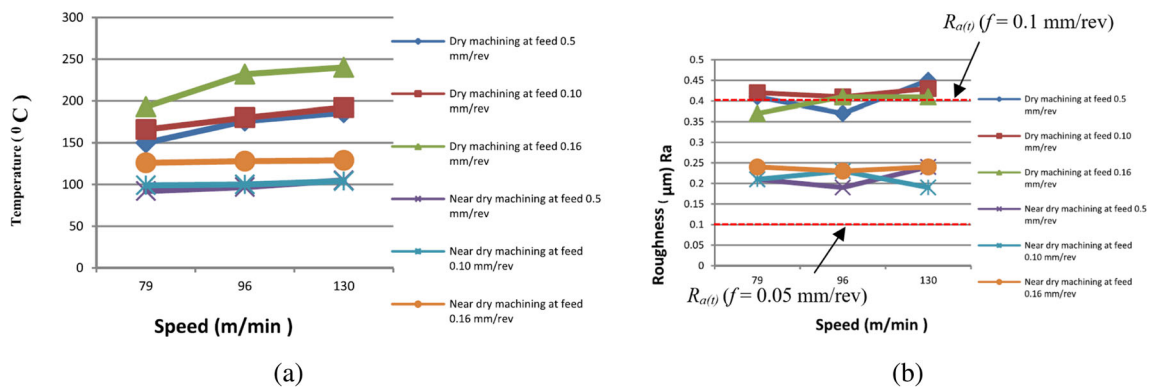 300
250
200
150
100
50
0
79 96 130
Temperature (⁰C)
Speed (m/min )
Dry machining at feed 0.5
mm/rev
Dry machining at feed 0.10
mm/rev
Dry machining at feed 0.16
mm/rev
Near dry machining at feed 0.5
mm/rev
Near dry machining at feed
0.10 mm/rev
Near dry machining at feed
0.16 mm/rev
(a)
Rₐ₍ₜ₎ (f = 0.1 mm/rev)
0.5
0.45
0.4
0.35
0.3
0.25
0.2
0.15
0.1
0.05
0
79 96 130
Roughness ( μm) Ra
Rₐ₍ₜ₎ (f = 0.05 mm/rev)
Speed (m/min)
Dry machining at feed 0.5
mm/rev
Dry machining at feed 0.10
mm/rev
Dry machining at feed 0.16
mm/rev
Near dry machining at feed 0.5
mm/rev
Near dry machining at feed
0.10 mm/rev
Near dry machining at feed
0.16 mm/rev
(b)